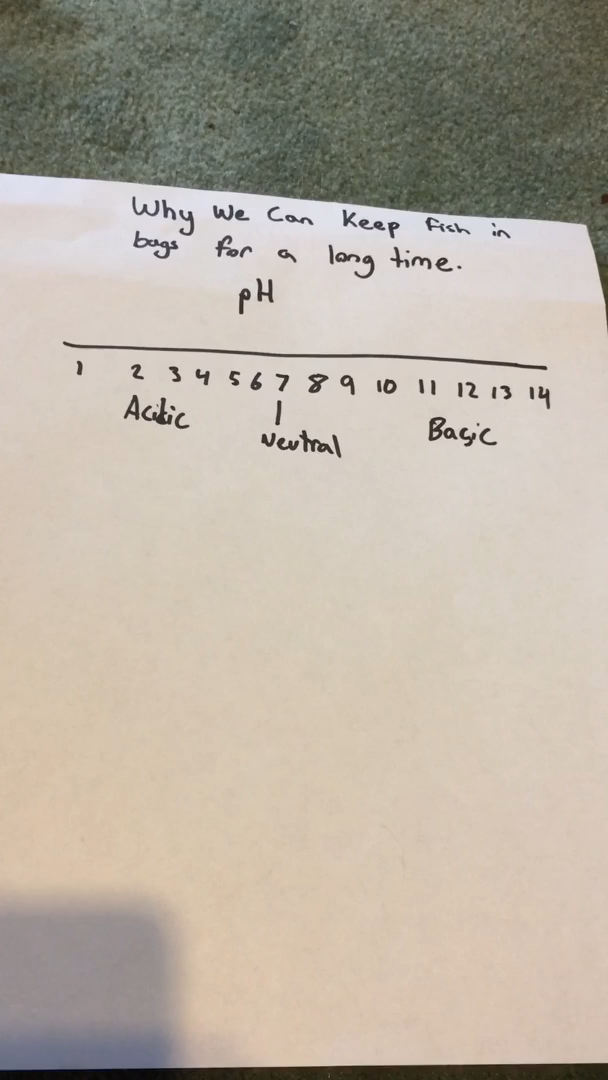 Why We Can Keep fish in
bags for a long time.
pH
1 2 3 4 5 6 7 8 9 10 11 12 13 14
Acidic Neutral Basic